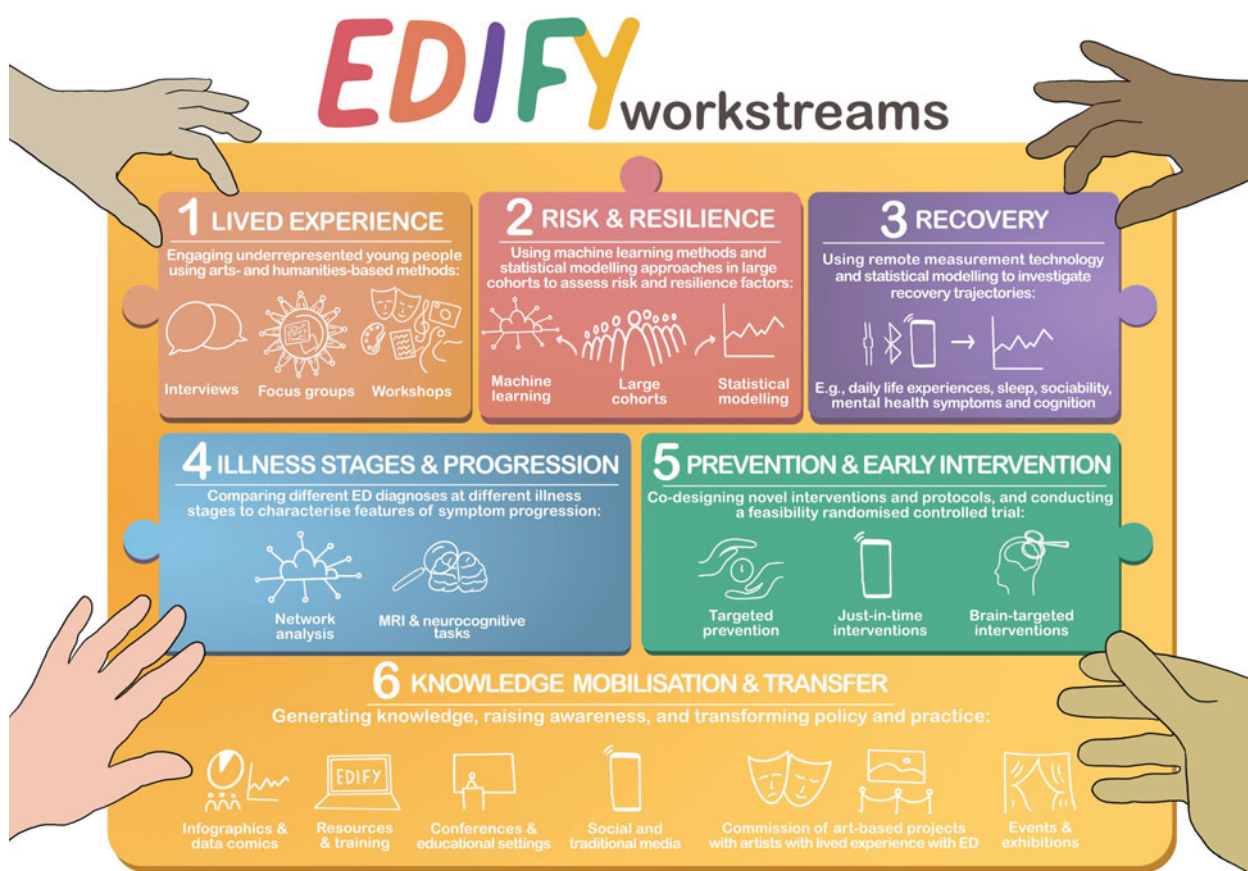 EDIFY workstreams
1 LIVED EXPERIENCE
Engaging underrepresented young people
using arts- and humanities-based methods:
Interviews
Focus groups
Workshops
2 RISK & RESILIENCE
Using machine learning methods and
statistical modelling approaches in large
cohorts to assess risk and resilience factors:
Machine
learning
Large
cohorts
Statistical
modelling
3 RECOVERY
Using remote measurement technology
and statistical modelling to investigate
recovery trajectories:
E.g., daily life experiences, sleep, sociability,
mental health symptoms and cognition
4 ILLNESS STAGES & PROGRESSION
Comparing different ED diagnoses at different illness
stages to characterise features of symptom progression:
Network
analysis
MRI & neurocognitive
tasks
5 PREVENTION & EARLY INTERVENTION
Co-designing novel interventions and protocols, and conducting
a feasibility randomised controlled trial:
Targeted
prevention
Just-in-time
interventions
Brain-targeted
interventions
6 KNOWLEDGE MOBILISATION & TRANSFER
Generating knowledge, raising awareness, and transforming policy and practice:
Infographics &
data comics
EDIFY
Resources
& training
Conferences &
educational settings
Social and
traditional media
Commission of art-based projects
with artists with lived experience with ED
Events &
exhibitions